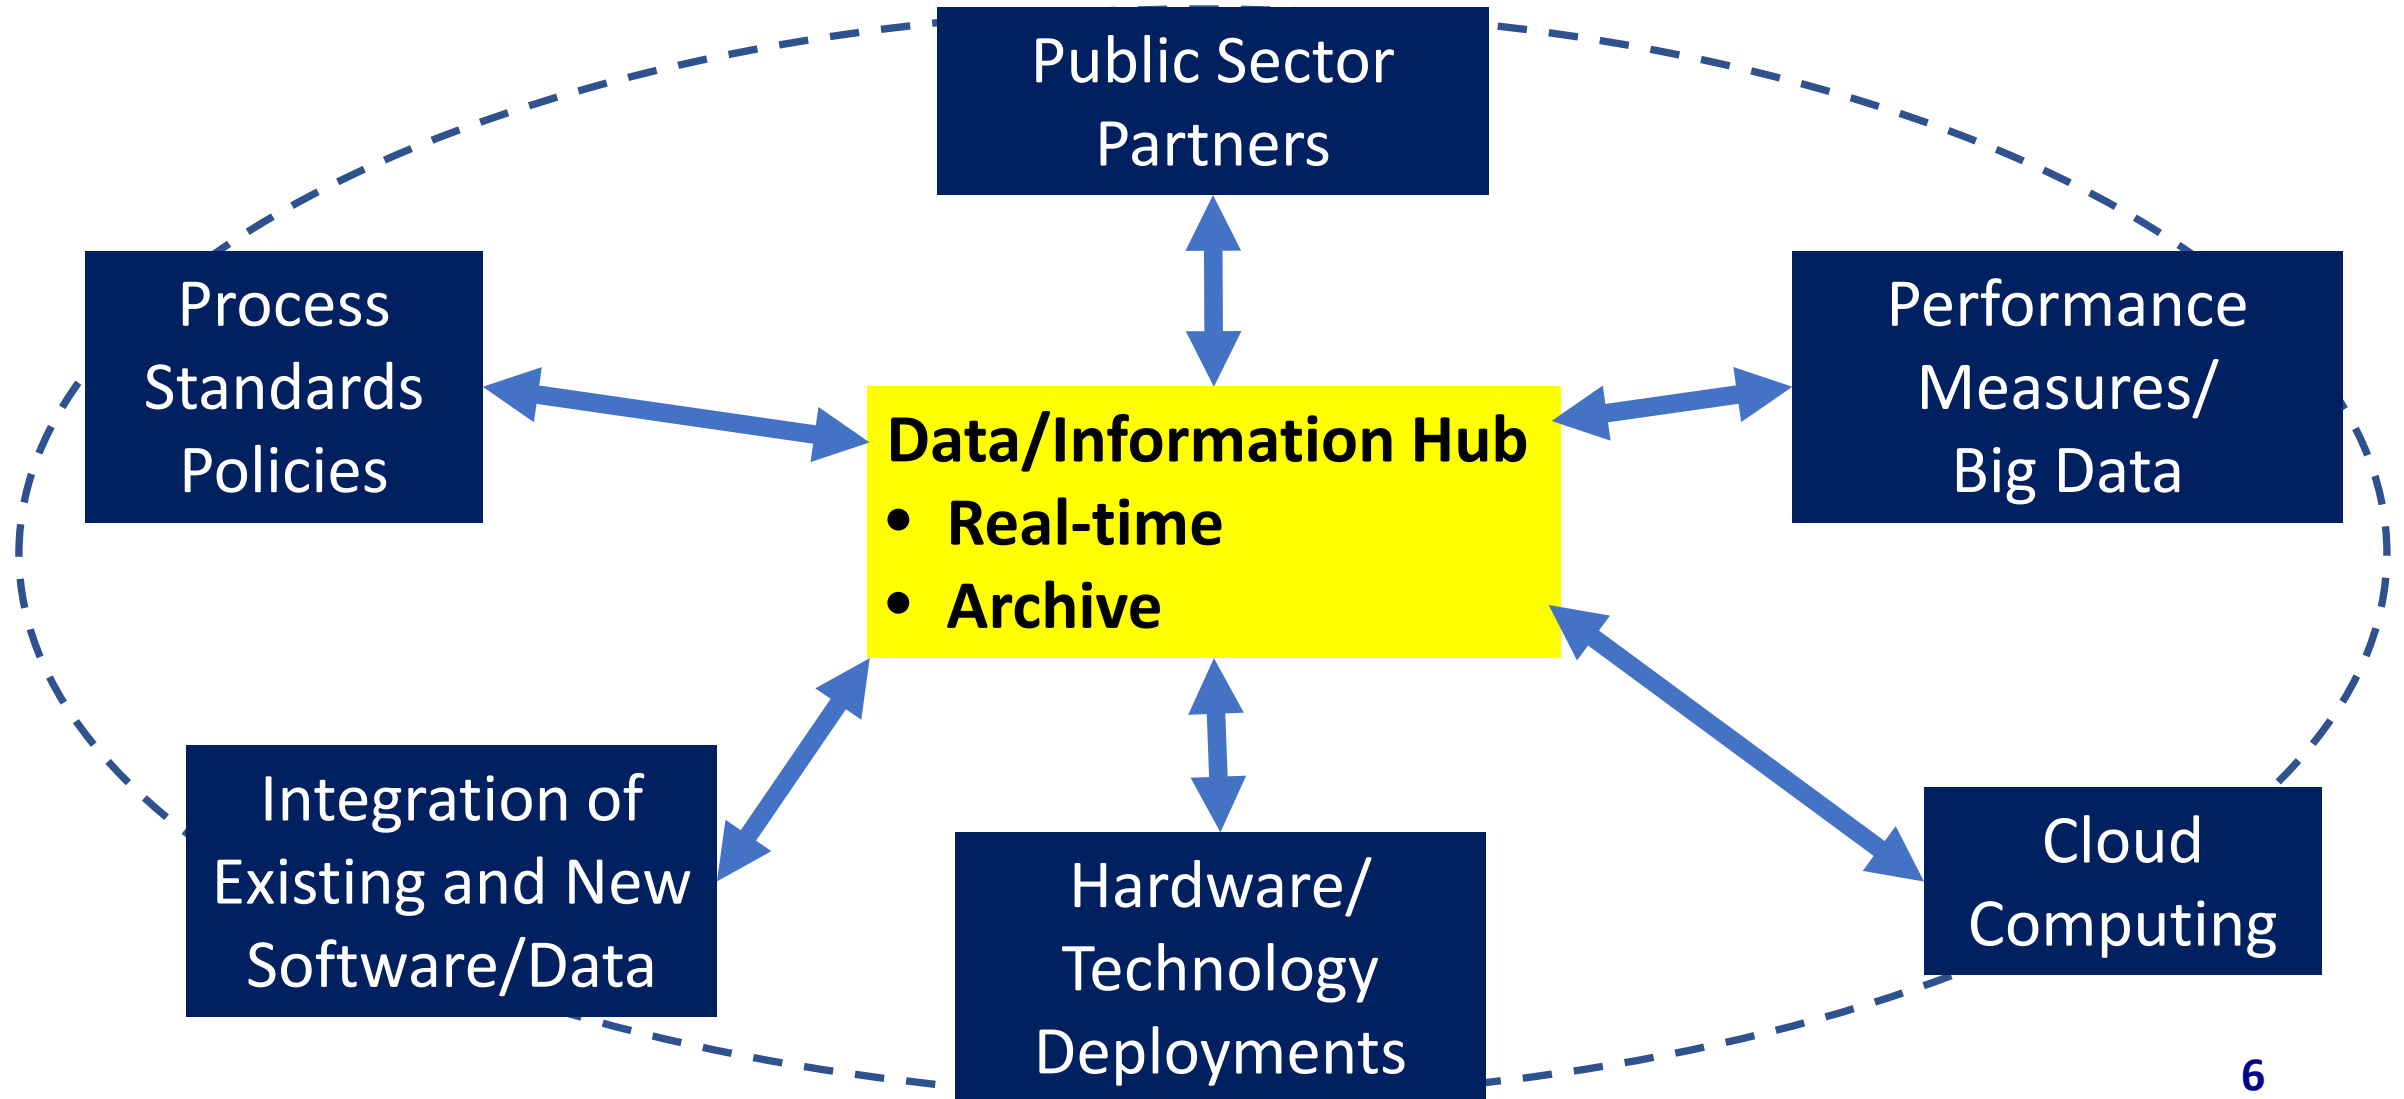 Public Sector
Partners
Process
Standards
Policies
Performance
Measures/
Big Data
Data/Information Hub
• Real-time
• Archive
Integration of
Existing and New
Software/Data
Hardware/
Technology
Deployments
Cloud
Computing
6